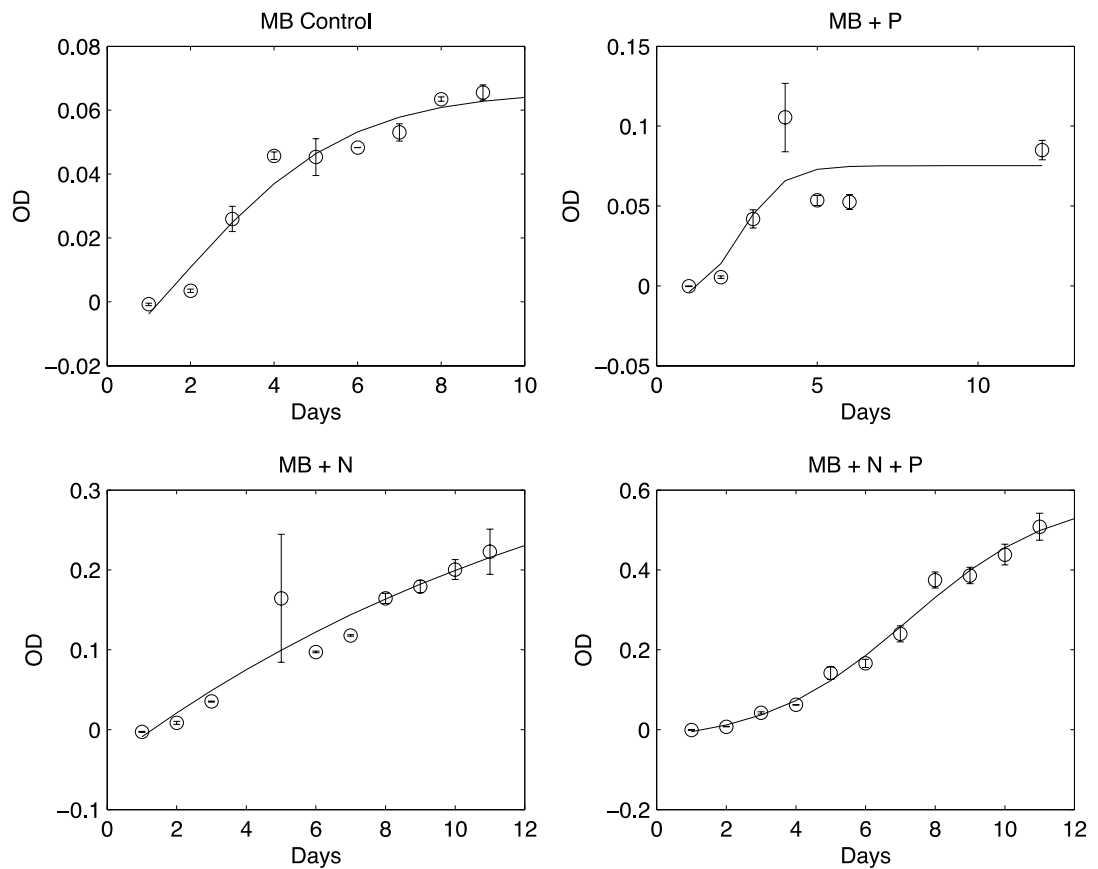 MB Control
0.08
0.06
0.04
0.02
0
−0.02
OD
0 2 4 6 8 10
Days
MB + P
0.15
0.1
0.05
0
−0.05
OD
0 5 10
Days
MB + N
0.3
0.2
0.1
0
−0.1
OD
0 2 4 6 8 10 12
Days
MB + N + P
0.6
0.4
0.2
0
−0.2
OD
0 2 4 6 8 10 12
Days